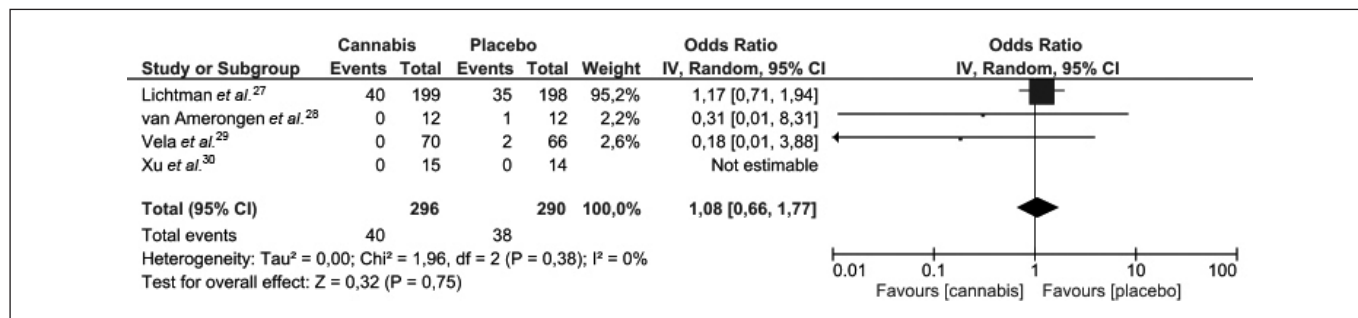 Cannabis Placebo Odds Ratio Odds Ratio
Study or Subgroup Events Total Events Total Weight IV, Random, 95% CI IV, Random, 95% CI
Lichtman et al.27 40 199 35 198 95,2% 1,17 [0,71, 1,94]
van Amerongen et al.28 0 12 1 12 2,2% 0,31 [0,01, 8,31]
Vela et al.29 0 70 2 66 2,6% 0,18 [0,01, 3,88]
Xu et al.30 0 15 0 14 Not estimable
Total (95% CI) 296 290 100,0% 1,08 [0,66, 1,77]
Total events 40 38
Heterogeneity: Tau² = 0,00; Chi² = 1,96, df = 2 (P = 0,38); I² = 0%
Test for overall effect: Z = 0,32 (P = 0,75)
0.01 0.1 1 10 100
Favours [cannabis] Favours [placebo]